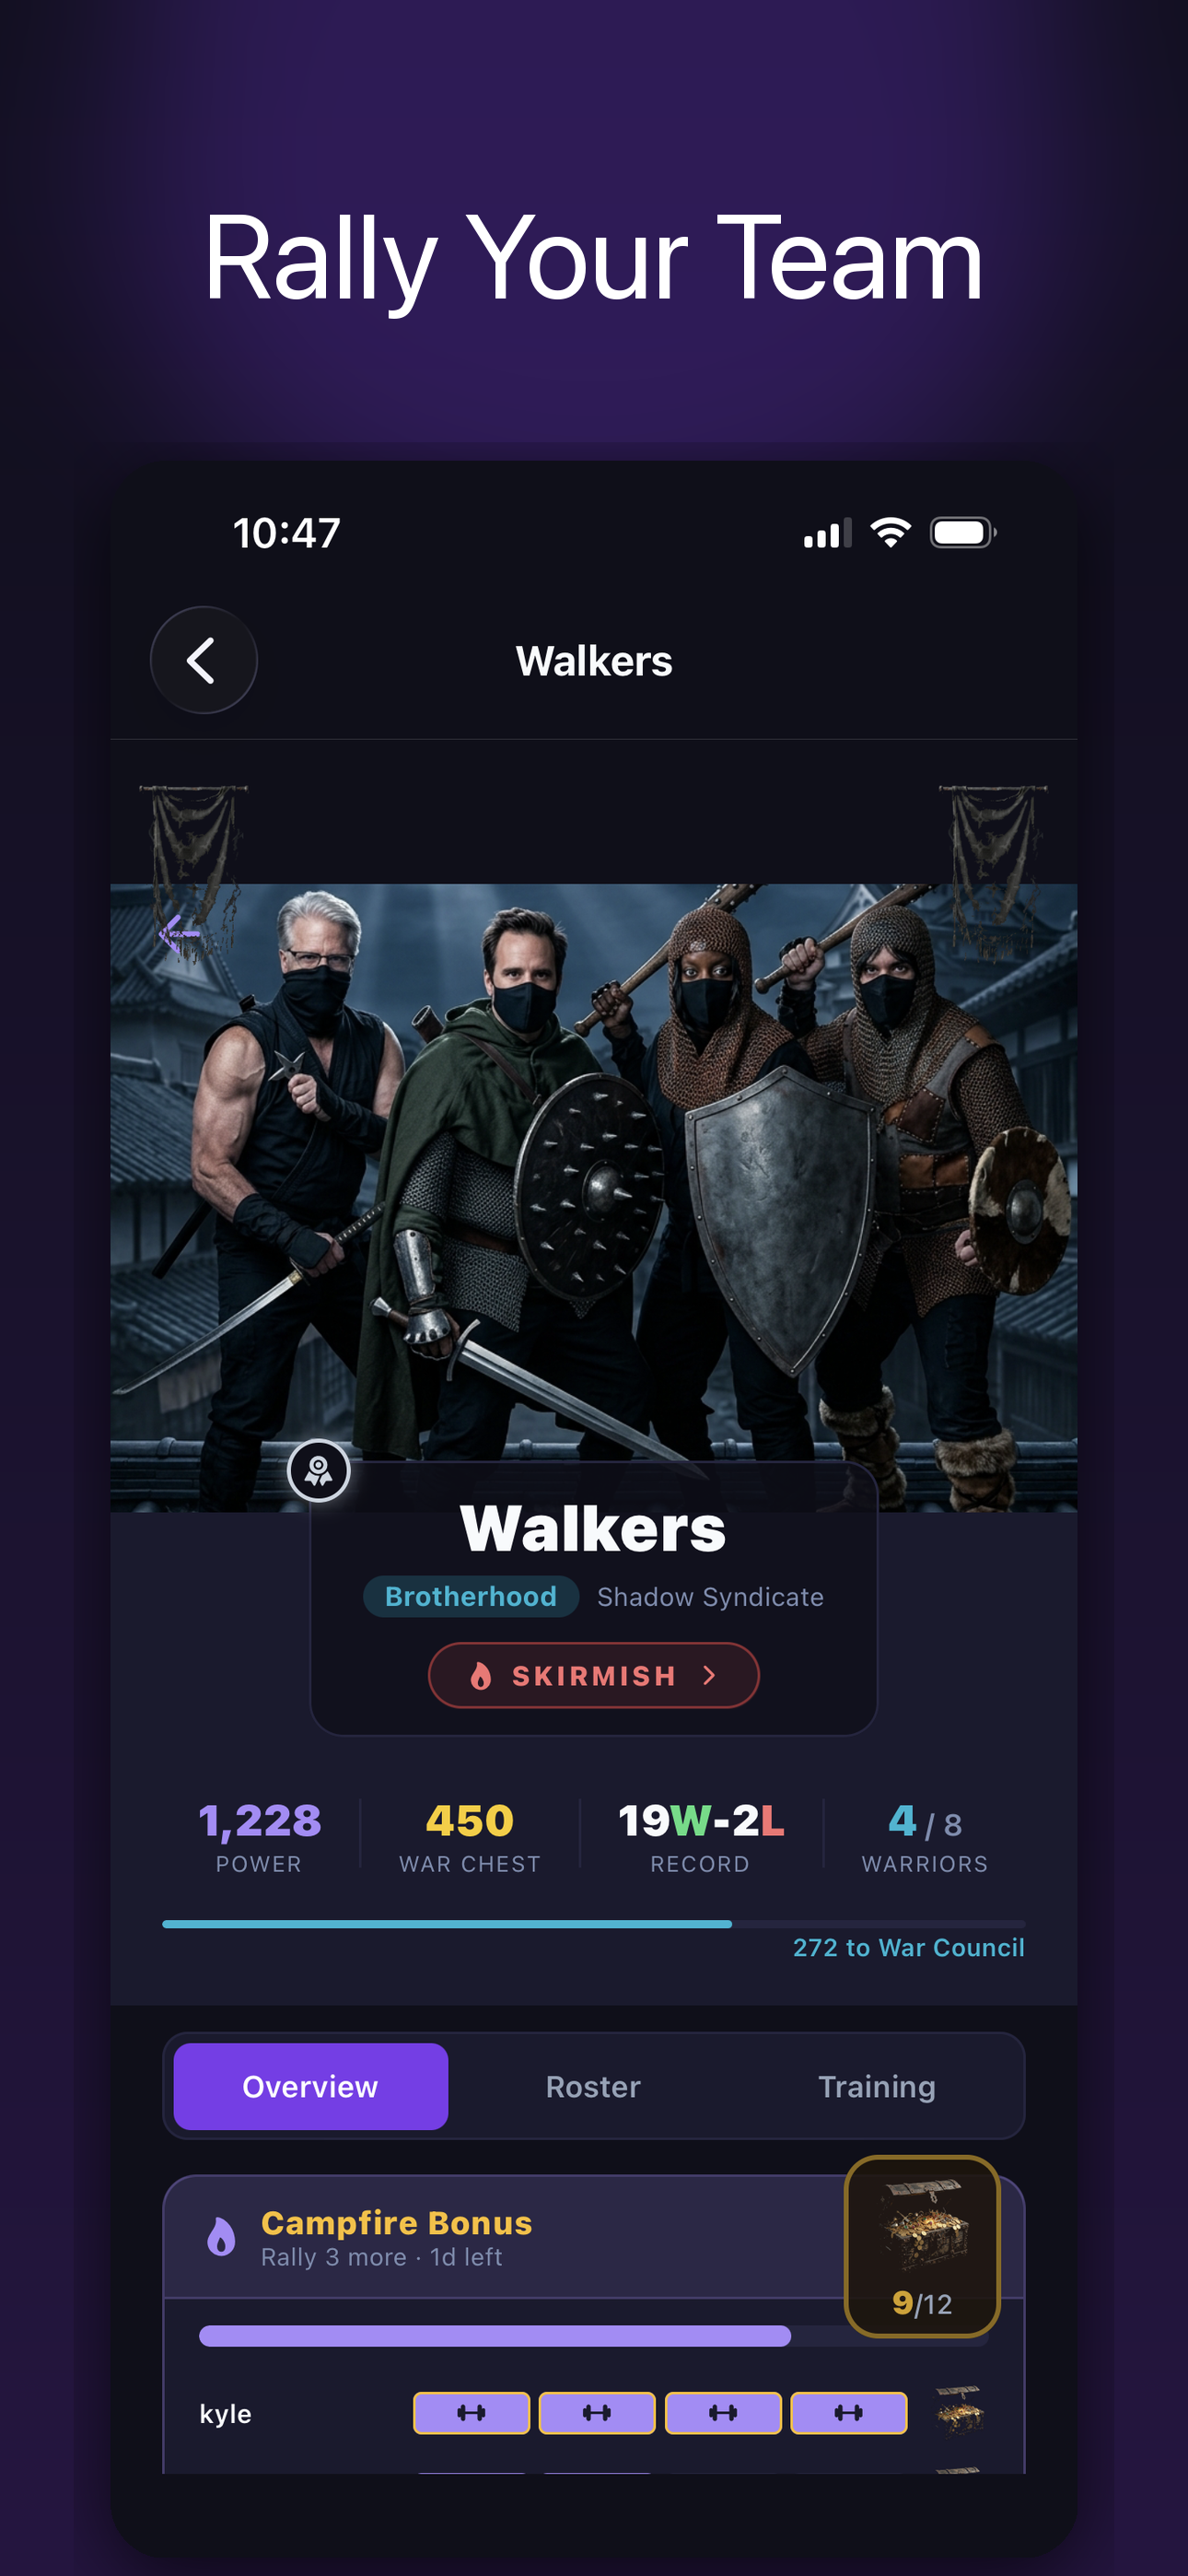 Rally Your Team
10:47
Walkers
Walkers
Brotherhood Shadow Syndicate
SKIRMISH
1,228 450 19W-2L 4 / 8
POWER WAR CHEST RECORD WARRIORS
272 to War Council
Overview Roster Training
Campfire Bonus
Rally 3 more · 1d left
9/12
kyle